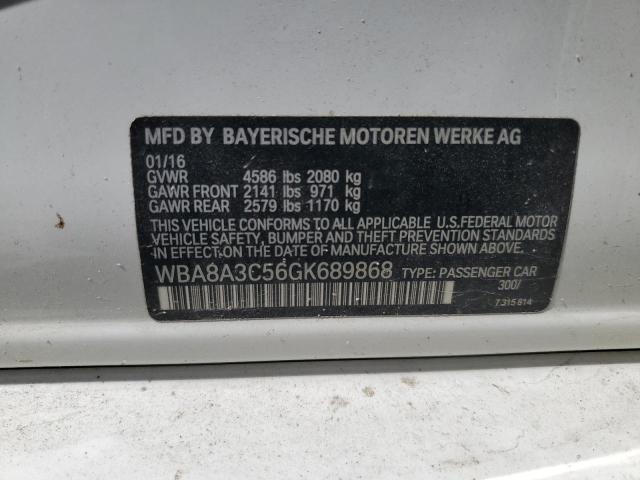 MFD BY BAYERISCHE MOTOREN WERKE AG
01/16
GVWR 4586 lbs 2080 kg
GAWR FRONT 2141 lbs 971 kg
GAWR REAR 2579 lbs 1170 kg
THIS VEHICLE CONFORMS TO ALL APPLICABLE U.S.FEDERAL MOTOR
VEHICLE SAFETY, BUMPER AND THEFT PREVENTION STANDARDS
IN EFFECT ON THE DATE OF MANUFACTURE SHOWN ABOVE.
WBA8A3C56GK689868 TYPE: PASSENGER CAR
300/
7 315 814